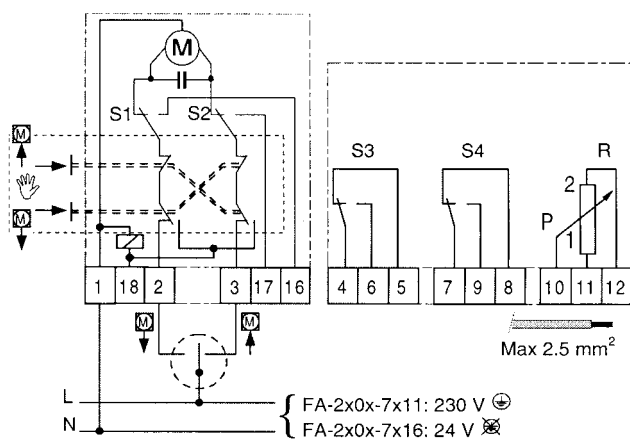 M
S1 S2
M
M
S3 S4 R
2
P 1
1 18 2 3 17 16
4 6 5 7 9 8 10 11 12
M M
Max 2.5 mm²
L
FA-2x0x-7x11: 230 V
N
FA-2x0x-7x16: 24 V